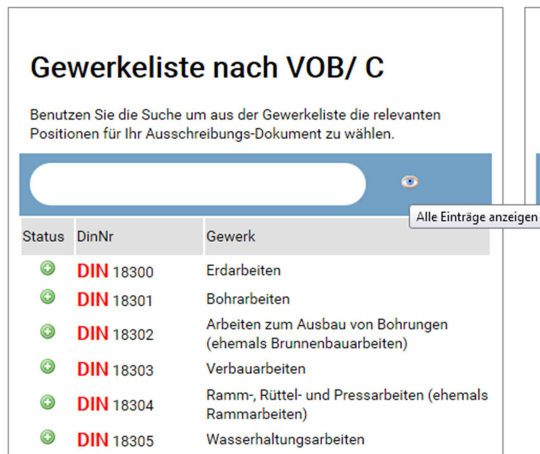 Gewerkeliste nach VOB/ C
Benutzen Sie die Suche um aus der Gewerkeliste die relevanten
Positionen für Ihr Ausschreibungs-Dokument zu wählen.
Alle Einträge anzeigen
Status DinNr Gewerk
DIN 18300 Erdarbeiten
DIN 18301 Bohrarbeiten
DIN 18302 Arbeiten zum Ausbau von Bohrungen
(ehemals Brunnenbauarbeiten)
DIN 18303 Verbauarbeiten
DIN 18304 Ramm-, Rüttel- und Pressarbeiten (ehemals
Rammarbeiten)
DIN 18305 Wasserhaltungsarbeiten